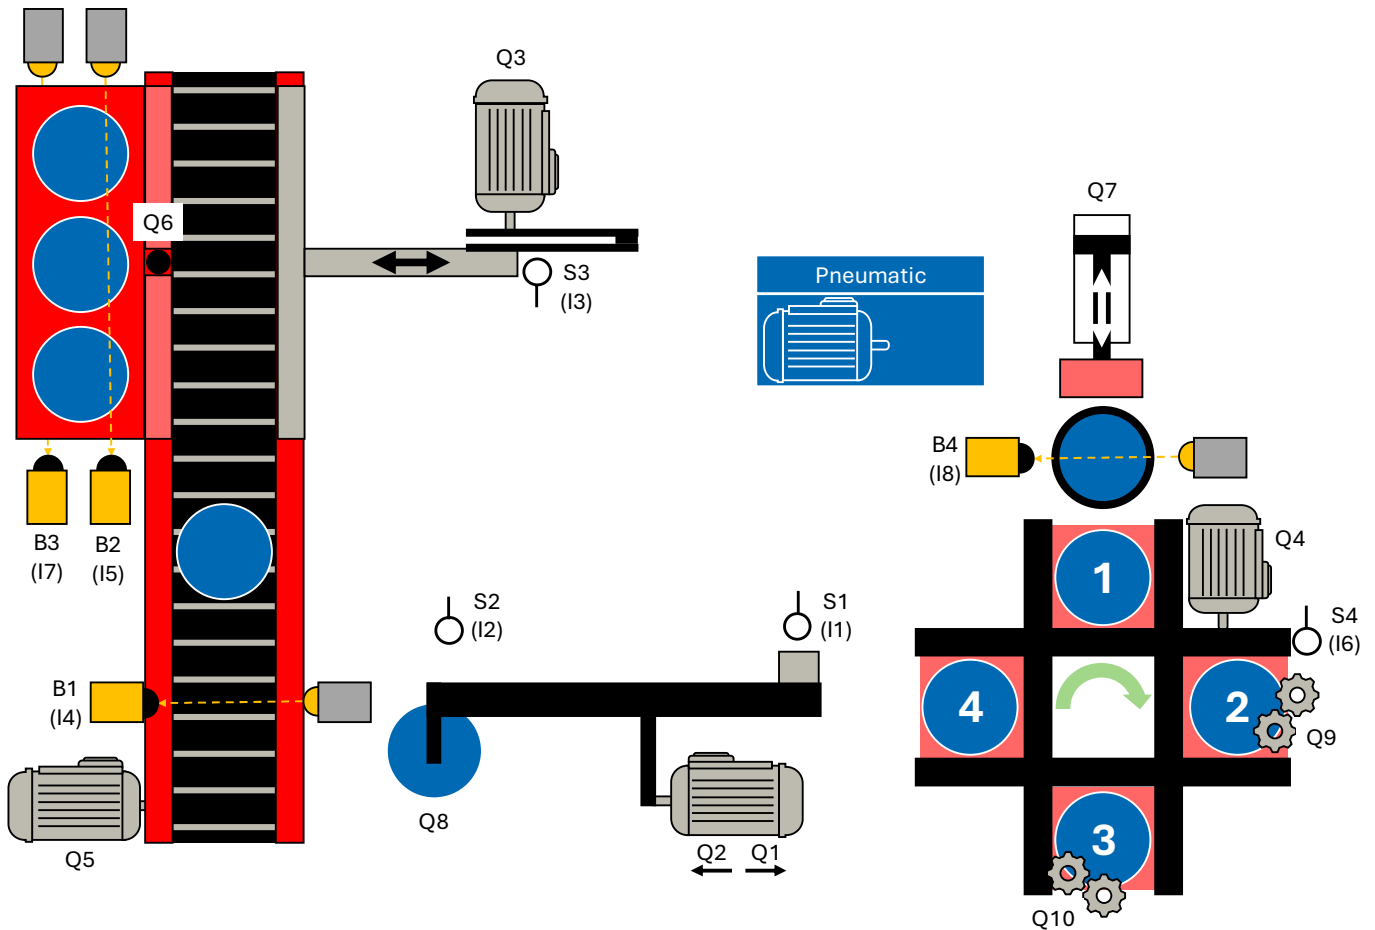 Q3
Q6
S3
(I3)
Q7
Pneumatic
B4
(I8)
B3
(I7)
B2
(I5)
1
Q4
S2
(I2)
S1
(I1)
S4
(I6)
B1
(I4)
4
2
Q9
Q8
3
Q5
Q2
Q1
Q10